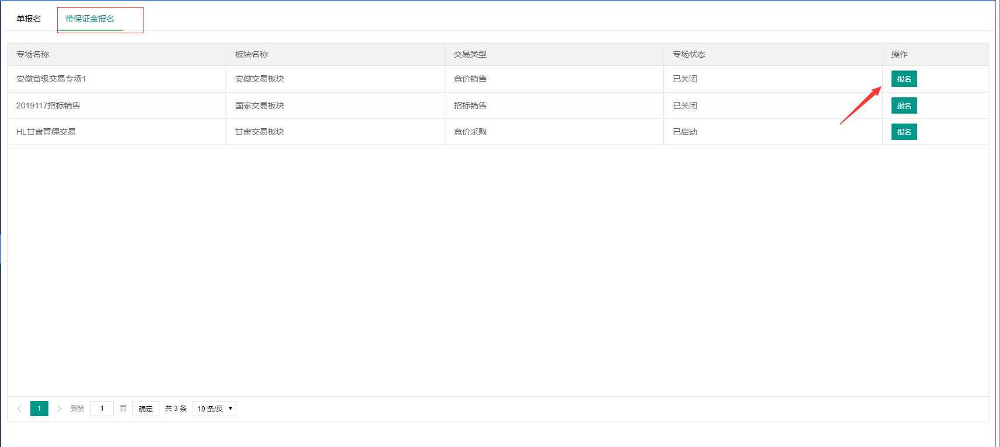 单报名 带保证金报名
专场名称 板块名称 交易类型 专场状态 操作
安徽省级交易专场1 安徽交易板块 竞价销售 已关闭 报名
2019117招标销售 国家交易板块 招标销售 已关闭 报名
HL甘肃青稞交易 甘肃交易板块 竞价采购 已启动 报名
1 到第 1 页 确定 共 3 条 10 条/页